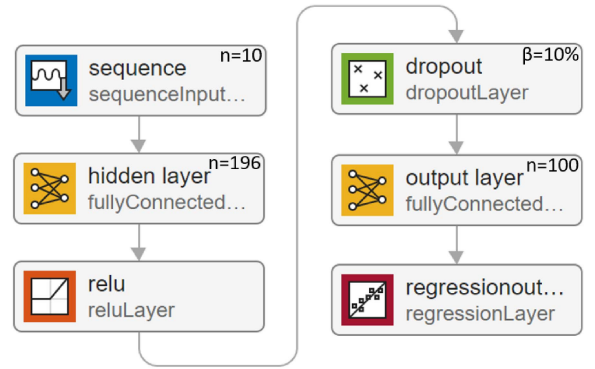 sequence
n=10
sequenceInput...
hidden layer
n=196
fullyConnected...
relu
reluLayer
dropout
β=10%
dropoutLayer
output layer
n=100
fullyConnected...
regressionout...
regressionLayer